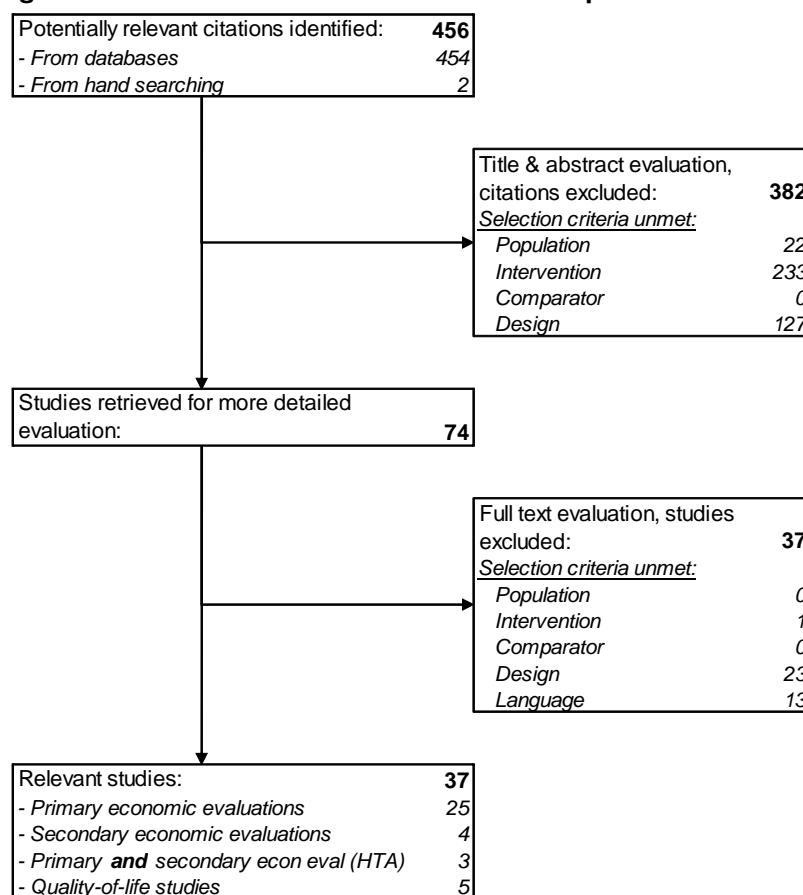 Potentially relevant citations identified: 456
- From databases 454
- From hand searching 2
Title & abstract evaluation,
citations excluded: 382
Selection criteria unmet:
Population 22
Intervention 233
Comparator 0
Design 127
Studies retrieved for more detailed
evaluation: 74
Full text evaluation, studies
excluded: 37
Selection criteria unmet:
Population 0
Intervention 1
Comparator 0
Design 23
Language 13
Relevant studies: 37
- Primary economic evaluations 25
- Secondary economic evaluations 4
- Primary and secondary econ eval (HTA) 3
- Quality-of-life studies 5